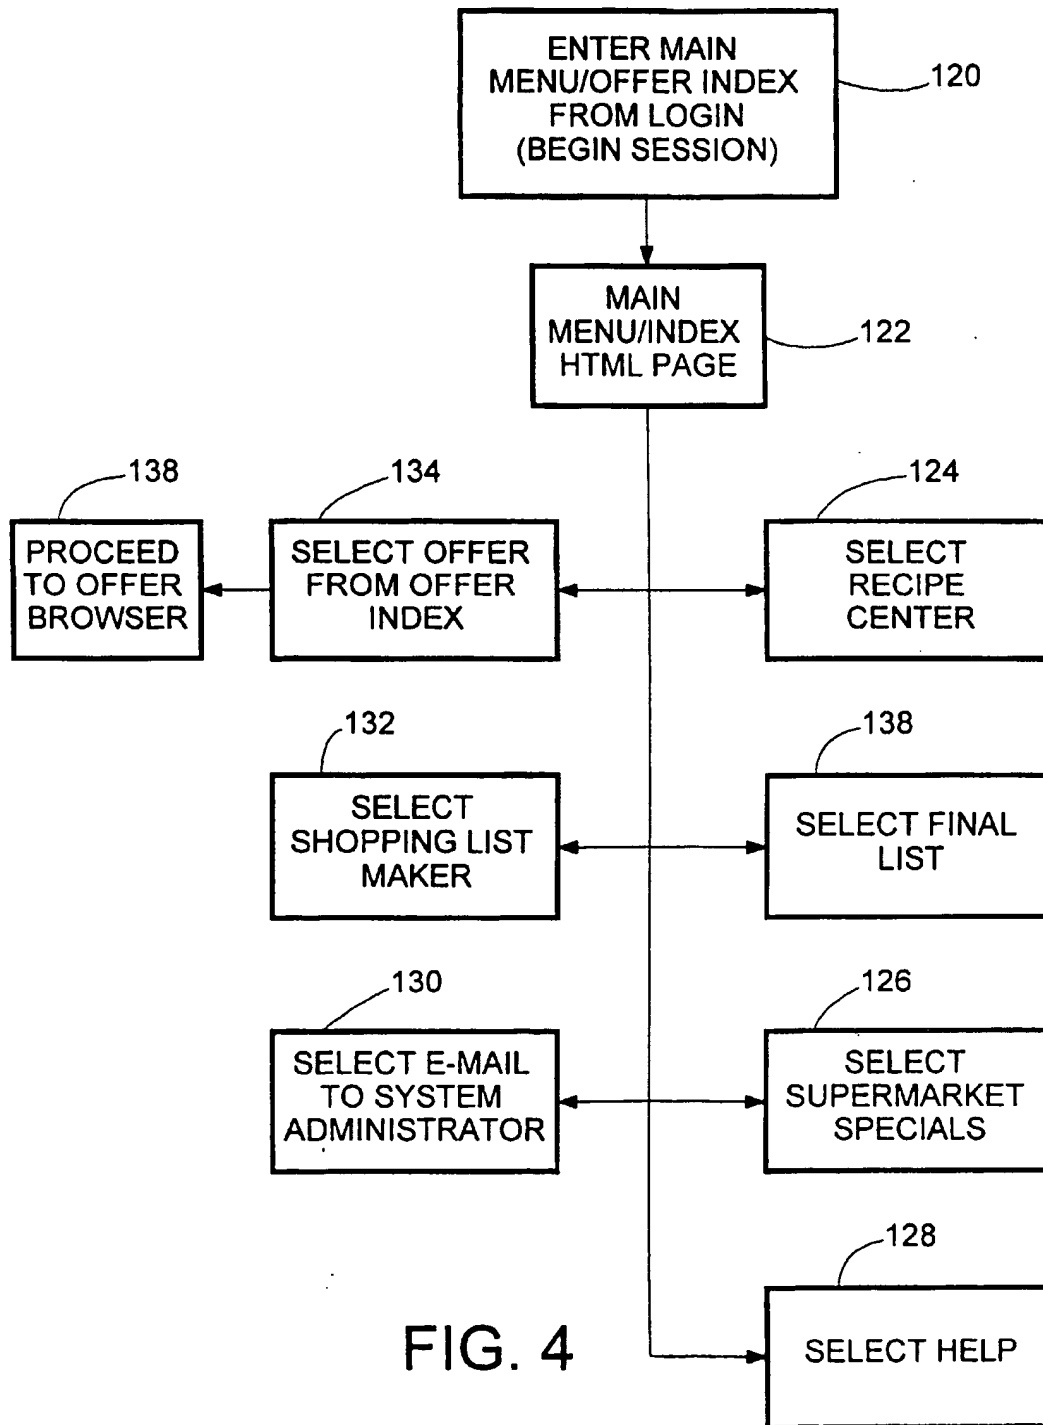 ENTER MAIN
MENU/OFFER INDEX
FROM LOGIN
(BEGIN SESSION)
120
MAIN
MENU/INDEX
HTML PAGE
122
138
PROCEED
TO OFFER
BROWSER
134
SELECT OFFER
FROM OFFER
INDEX
124
SELECT
RECIPE
CENTER
132
SELECT
SHOPPING LIST
MAKER
138
SELECT FINAL
LIST
130
SELECT E-MAIL
TO SYSTEM
ADMINISTRATOR
126
SELECT
SUPERMARKET
SPECIALS
128
SELECT HELP
FIG. 4